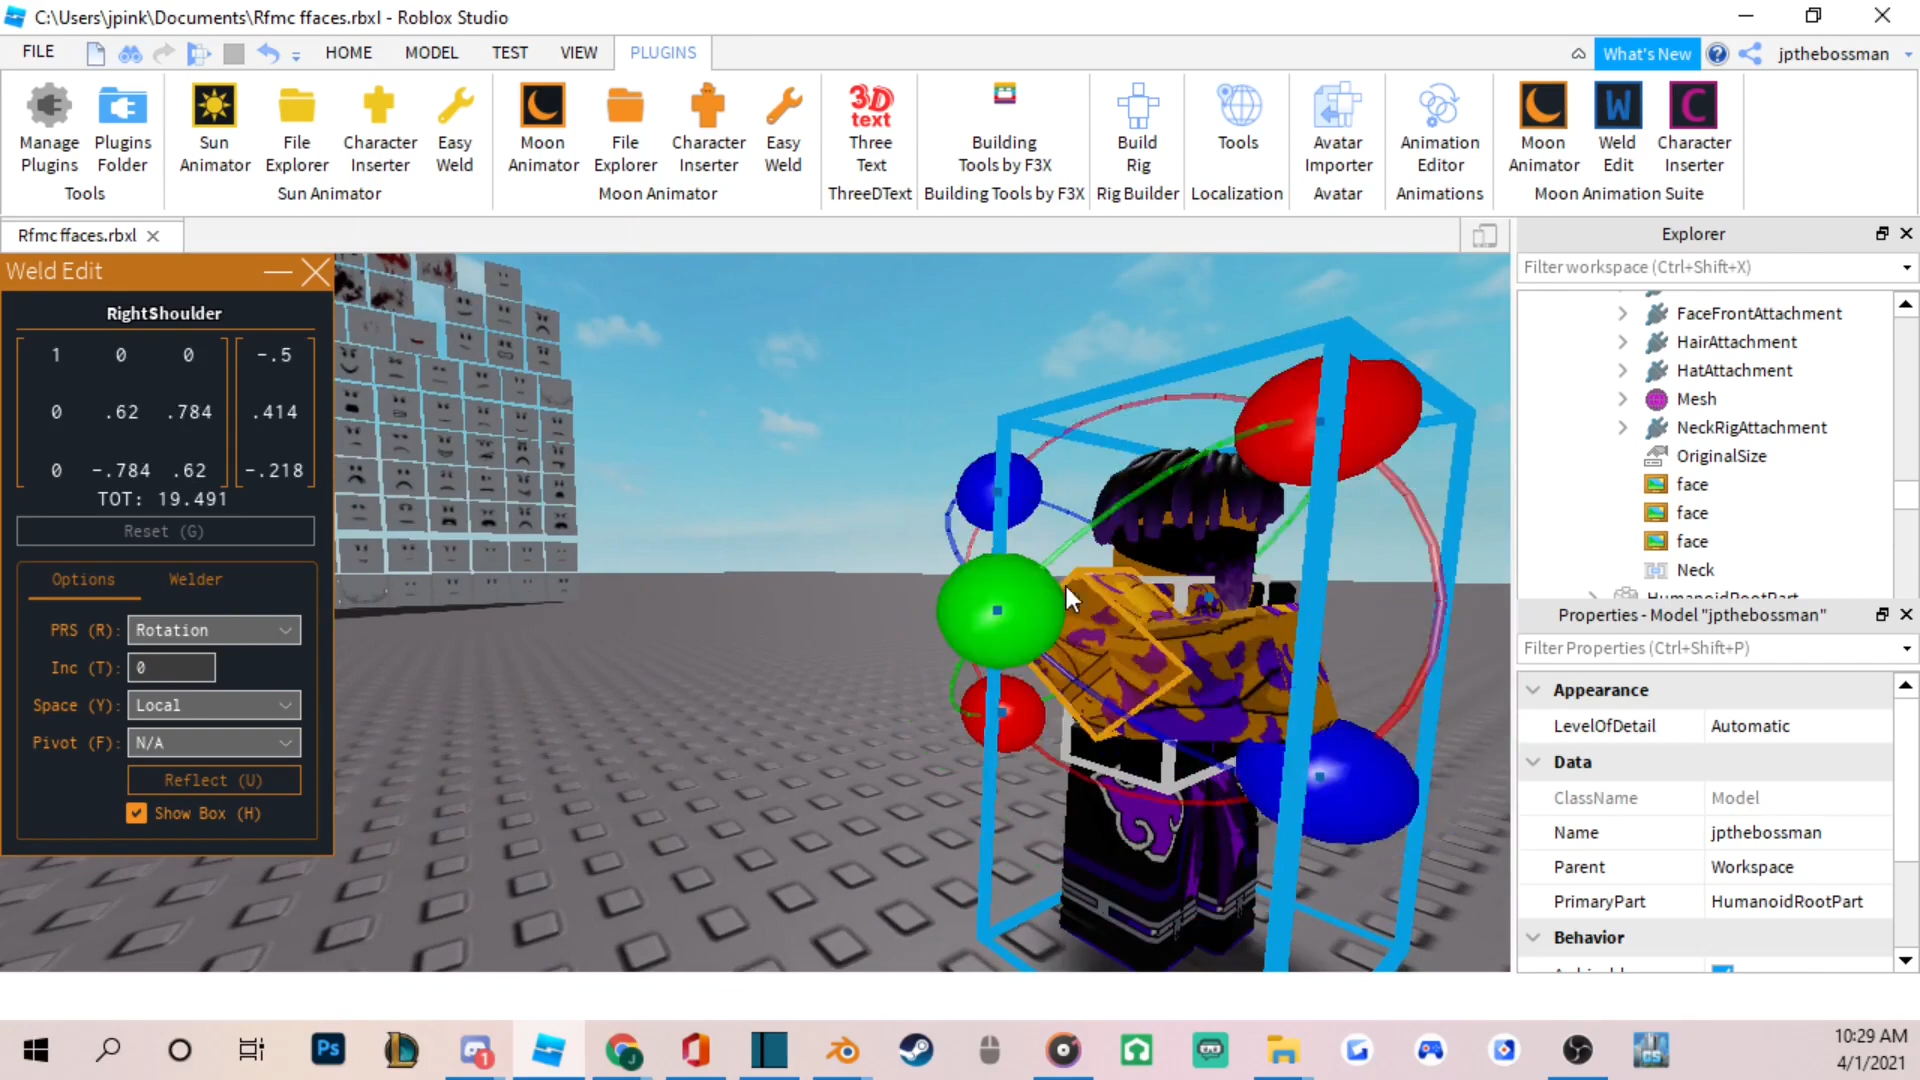 C:\Users\jpink\Documents\Rfmc ffaces.rbxl - Roblox Studio
FILE HOME MODEL TEST VIEW PLUGINS What's New ? jpthebossman
Manage Plugins
Plugins Folder
Tools
Sun Animator
File Explorer
Character Inserter
Easy Weld
Sun Animator
Moon Animator
File Explorer
Character Inserter
Easy Weld
Moon Animator
3D text
Three Text
ThreeDText
Building Tools by F3X
Building Tools by F3X
Build Rig
Rig Builder
Tools
Localization
Avatar Importer
Avatar
Animation Editor
Animations
Moon Animator
W
Weld Edit
C
Character Inserter
Moon Animation Suite
Rfmc ffaces.rbxl
Weld Edit
RightShoulder
1 0 0 -.5
0 .62 .784 .414
0 -.784 .62 -.218
TOT: 19.491
Reset (G)
Options Welder
PRS (R): Rotation
Inc (T): 0
Space (Y): Local
Pivot (F): N/A
Reflect (U)
Show Box (H)
Explorer
Filter workspace (Ctrl+Shift+X)
FaceFrontAttachment
HairAttachment
HatAttachment
Mesh
NeckRigAttachment
OriginalSize
face
face
face
Neck
HumanoidRootPart
Properties - Model "jpthebossman"
Filter Properties (Ctrl+Shift+P)
Appearance
LevelOfDetail Automatic
Data
ClassName Model
Name jpthebossman
Parent Workspace
PrimaryPart HumanoidRootPart
Behavior
Ps
1
J
10:29 AM
4/1/2021